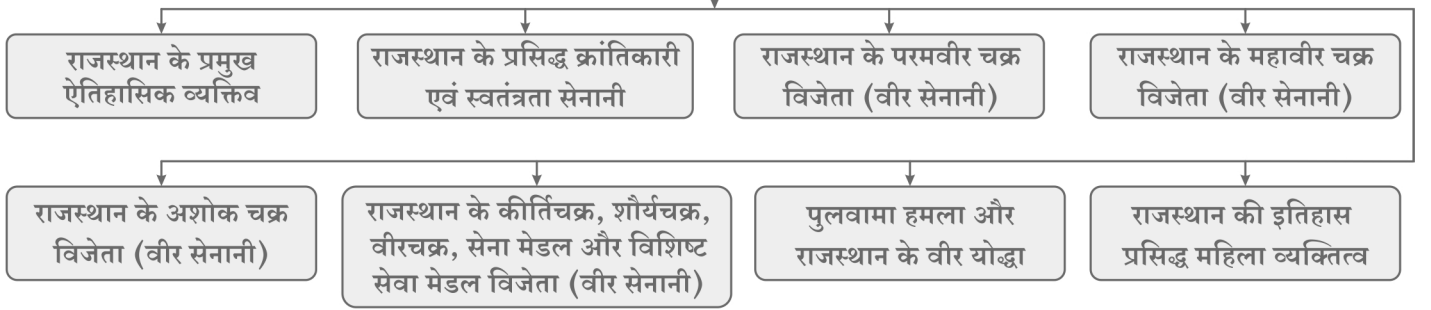 राजस्थान के प्रमुख
ऐतिहासिक व्यक्तिव
राजस्थान के प्रसिद्ध क्रांतिकारी
एवं स्वतंत्रता सेनानी
राजस्थान के परमवीर चक्र
विजेता (वीर सेनानी)
राजस्थान के महावीर चक्र
विजेता (वीर सेनानी)
राजस्थान के अशोक चक्र
विजेता (वीर सेनानी)
राजस्थान के कीर्तिचक्र, शौर्यचक्र,
वीरचक्र, सेना मेडल और विशिष्ट
सेवा मेडल विजेता (वीर सेनानी)
पुलवामा हमला और
राजस्थान के वीर योद्धा
राजस्थान की इतिहास
प्रसिद्ध महिला व्यक्तित्व